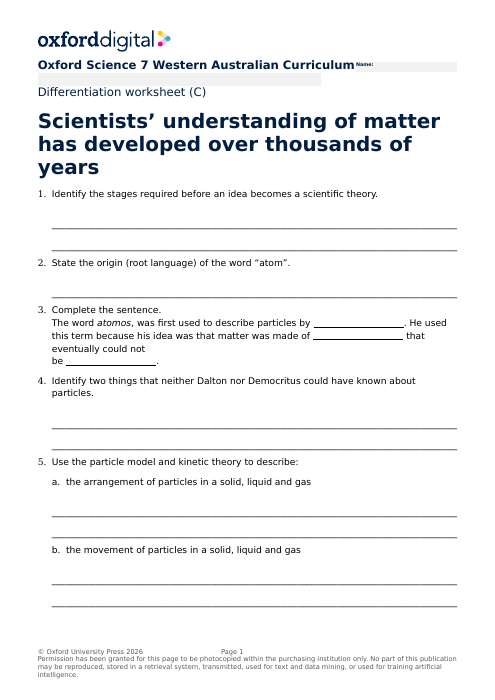 oxforddigital
Oxford Science 7 Western Australian Curriculum Name:
Differentiation worksheet (C)
Scientists’ understanding of matter
has developed over thousands of
years
1. Identify the stages required before an idea becomes a scientific theory.
2. State the origin (root language) of the word “atom”.
3. Complete the sentence.
The word atomos, was first used to describe particles by ________________. He used
this term because his idea was that matter was made of ________________ that
eventually could not
be ________________.
4. Identify two things that neither Dalton nor Democritus could have known about
particles.
5. Use the particle model and kinetic theory to describe:
a. the arrangement of particles in a solid, liquid and gas
b. the movement of particles in a solid, liquid and gas
© Oxford University Press 2026 Page 1
Permission has been granted for this page to be photocopied within the purchasing institution only. No part of this publication
may be reproduced, stored in a retrieval system, transmitted, used for text and data mining, or used for training artificial
intelligence.